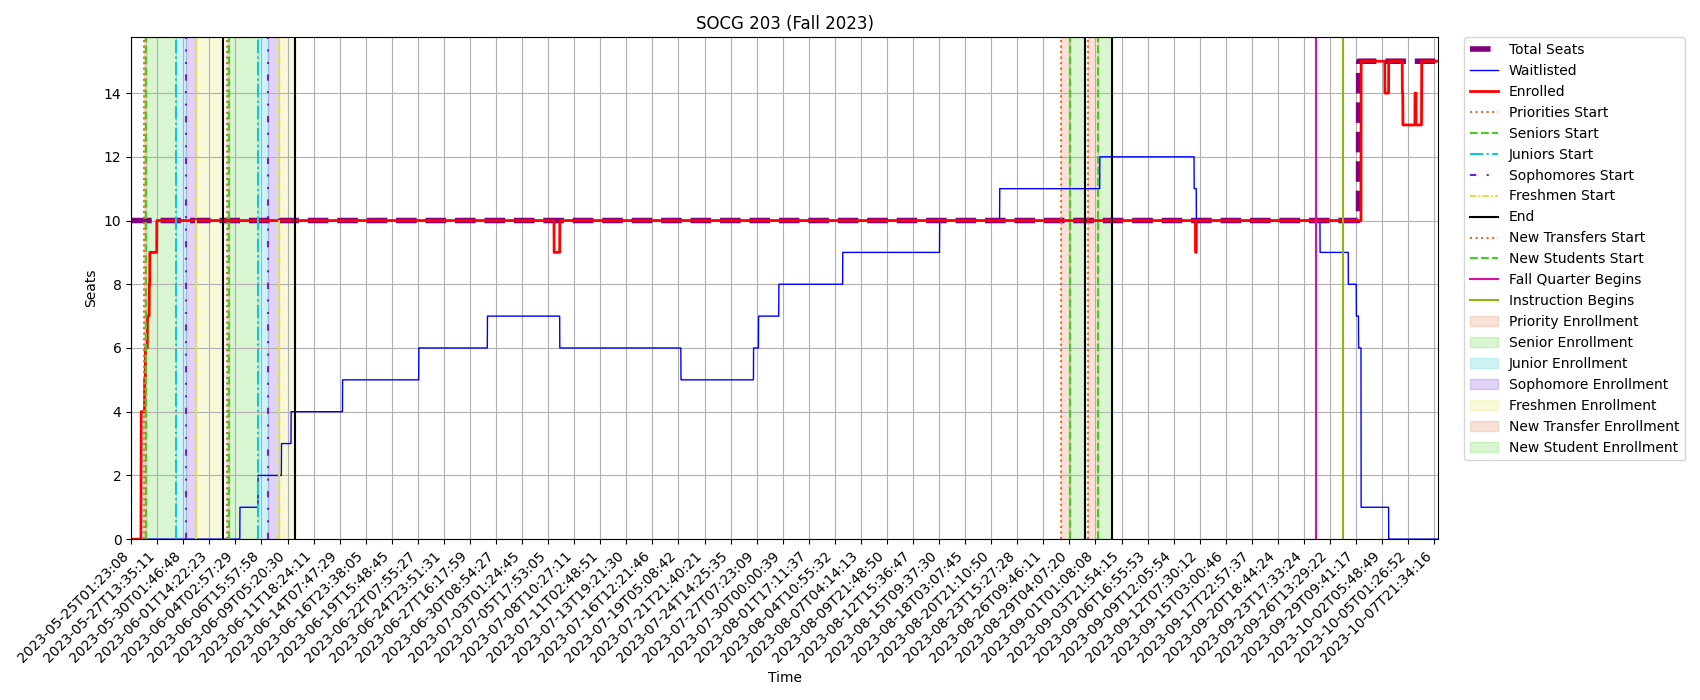 SOCG 203 (Fall 2023)
Seats
14
12
10
8
6
4
2
0
2023-05-25T01:23:08
2023-05-27T13:35:11
2023-05-30T01:46:48
2023-06-01T14:22:23
2023-06-04T02:57:29
2023-06-06T15:57:58
2023-06-09T05:20:30
2023-06-11T18:24:11
2023-06-14T07:47:29
2023-06-16T23:38:05
2023-06-19T15:48:45
2023-06-22T07:55:27
2023-06-24T23:51:31
2023-06-27T16:17:59
2023-06-30T08:54:27
2023-07-03T01:24:45
2023-07-05T17:53:05
2023-07-08T10:27:11
2023-07-11T02:48:51
2023-07-13T19:21:30
2023-07-16T12:21:46
2023-07-19T05:08:42
2023-07-21T21:40:21
2023-07-24T14:25:35
2023-07-27T07:23:09
2023-07-30T00:00:39
2023-08-01T17:11:37
2023-08-04T10:55:32
2023-08-07T04:14:13
2023-08-09T21:48:50
2023-08-12T15:36:47
2023-08-15T09:37:30
2023-08-18T03:07:45
2023-08-20T21:10:50
2023-08-23T15:27:28
2023-08-26T09:46:11
2023-08-29T04:07:20
2023-09-01T01:08:08
2023-09-03T21:54:15
2023-09-06T16:55:53
2023-09-09T12:05:54
2023-09-12T07:30:12
2023-09-15T03:00:46
2023-09-17T22:57:37
2023-09-20T18:44:24
2023-09-23T17:33:24
2023-09-26T13:29:22
2023-09-29T09:41:17
2023-10-02T05:48:49
2023-10-05T01:26:52
2023-10-07T21:34:16
Time
Total Seats
Waitlisted
Enrolled
Priorities Start
Seniors Start
Juniors Start
Sophomores Start
Freshmen Start
End
New Transfers Start
New Students Start
Fall Quarter Begins
Instruction Begins
Priority Enrollment
Senior Enrollment
Junior Enrollment
Sophomore Enrollment
Freshmen Enrollment
New Transfer Enrollment
New Student Enrollment